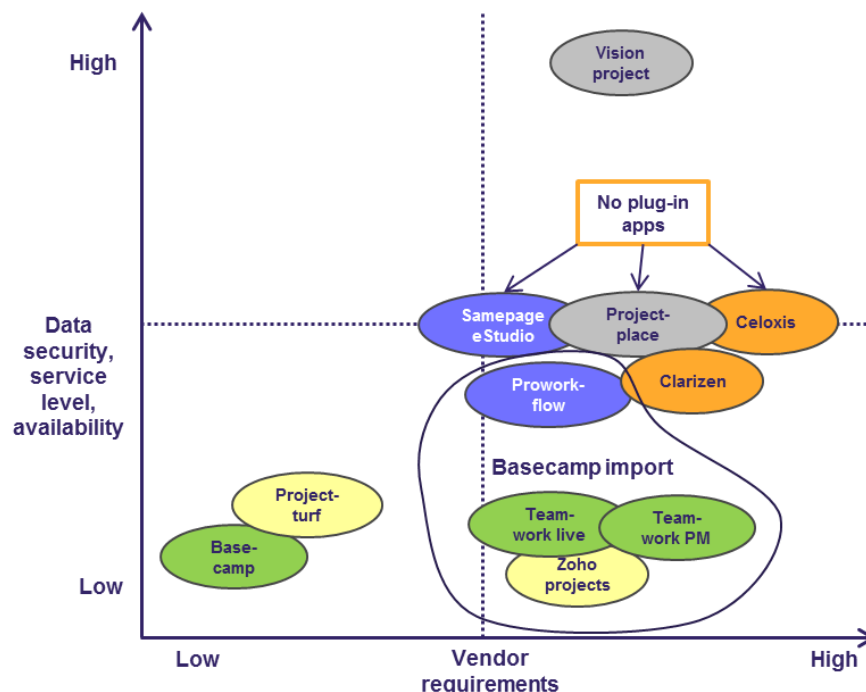 High
Vision
project
No plug-in
apps
Samepage
eStudio
Project-
place
Celoxis
Data
security,
service
level,
availability
Prowork-
flow
Clarizen
Basecamp import
Project-
turf
Base-
camp
Team-
work live
Team-
work PM
Zoho
projects
Low
Low
Vendor
requirements
High